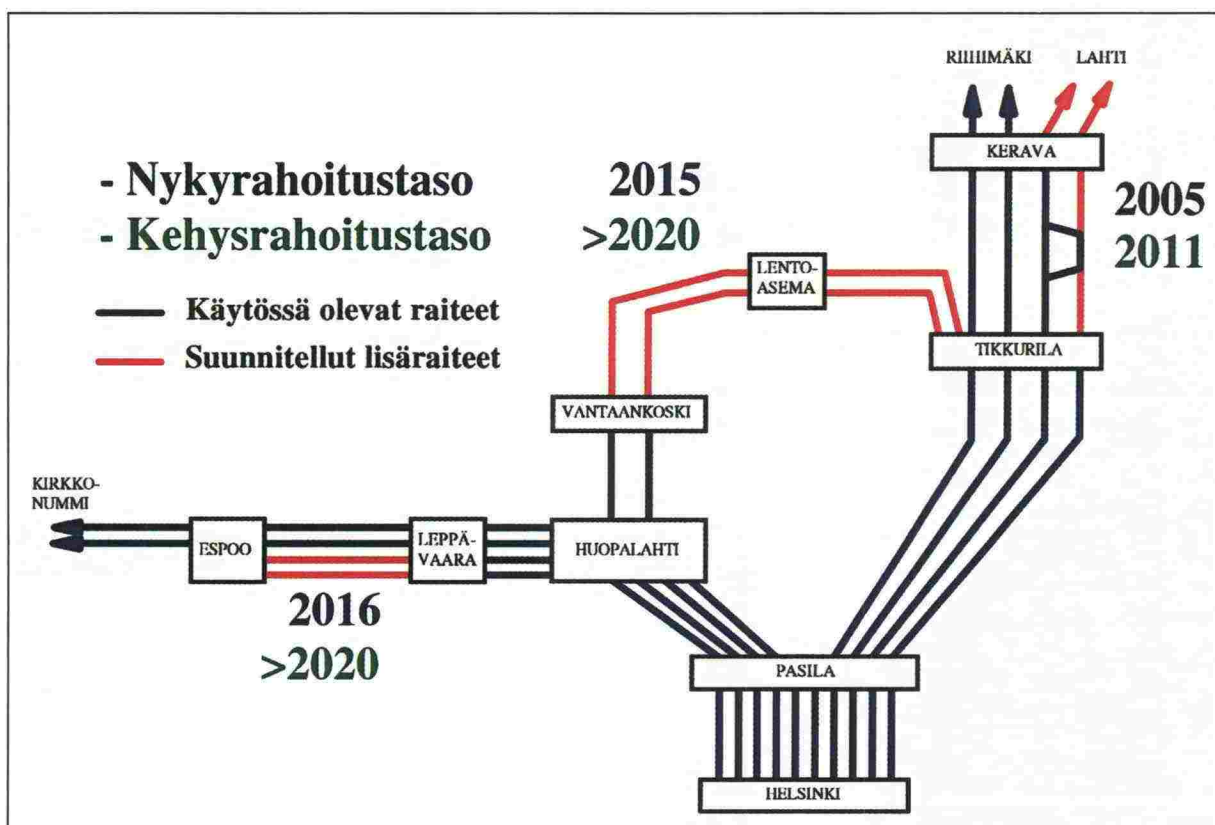 RIIHIMÄKI LAHTI
KERAVA
- Nykyrahoitustaso 2015
- Kehysrahoitustaso >2020
2005
2011
LENTO-
ASEMA
Käytössä olevat raiteet
Suunnitellut lisäraiteet
TIKKURILA
VANTAANKOSKI
KIRKKO-
NUMMI
ESPOO
LEPPÄ-
VAARA
HUOPALAHTI
2016
>2020
PASILA
HELSINKI